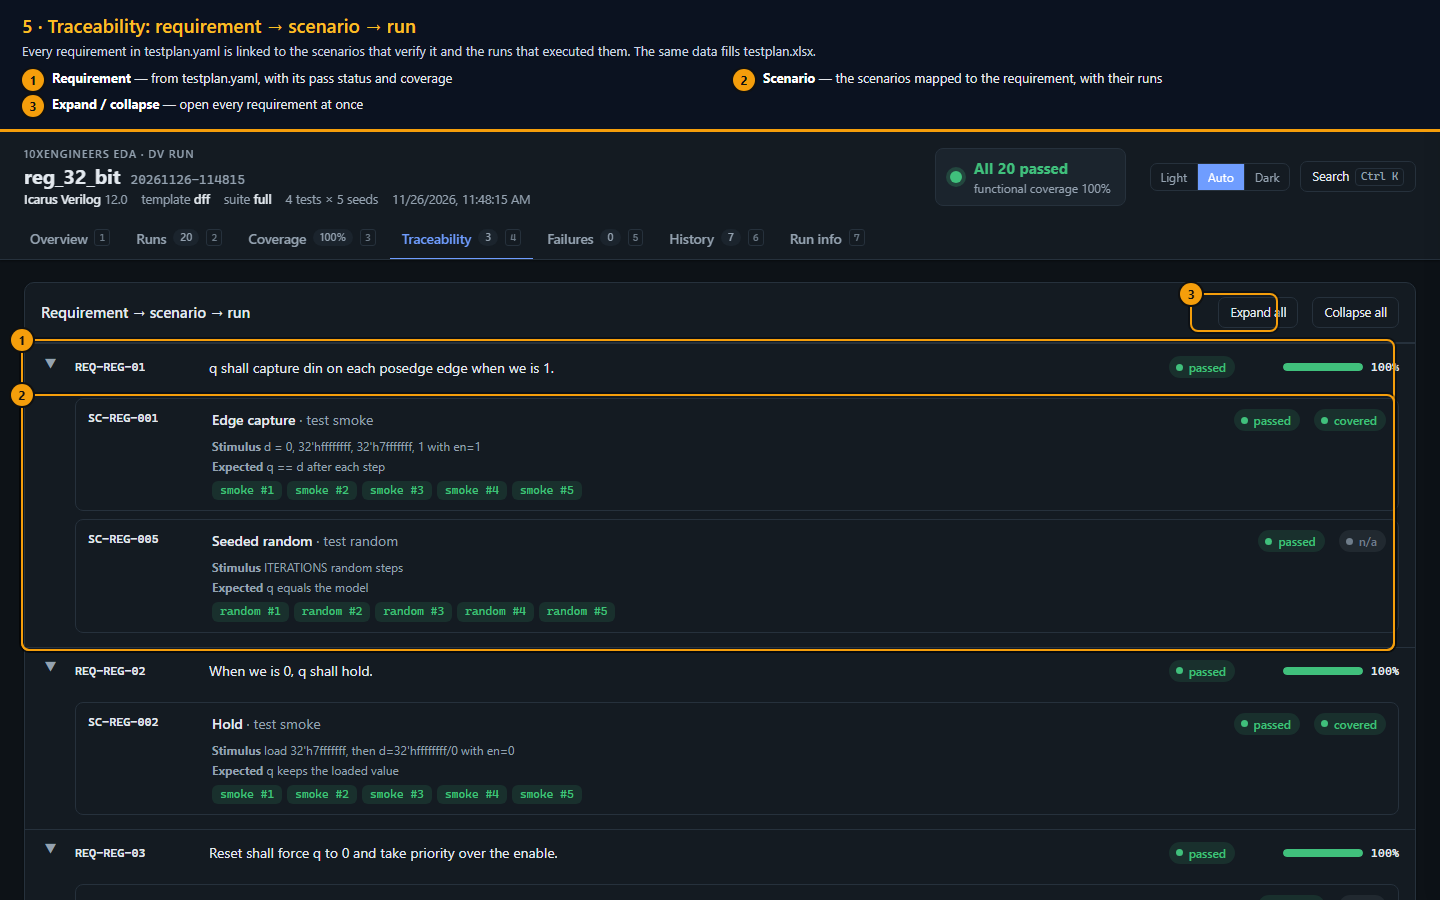 5 · Traceability: requirement → scenario → run
Every requirement in testplan.yaml is linked to the scenarios that verify it and the runs that executed them. The same data fills testplan.xlsx.
1 Requirement — from testplan.yaml, with its pass status and coverage
2 Scenario — the scenarios mapped to the requirement, with their runs
3 Expand / collapse — open every requirement at once
10XENGINEERS EDA · DV RUN
reg_32_bit 20261126-114815
Icarus Verilog 12.0 template dff suite full 4 tests × 5 seeds 11/26/2026, 11:48:15 AM
All 20 passed
functional coverage 100%
Light Auto Dark
Search Ctrl K
Overview 1 Runs 20 2 Coverage 100% 3 Traceability 3 4 Failures 0 5 History 7 6 Run info 7
Requirement → scenario → run
3
Expand all Collapse all
1
▼ REQ-REG-01 q shall capture din on each posedge edge when we is 1. passed 100%
2
SC-REG-001 Edge capture · test smoke passed covered
Stimulus d = 0, 32'hffffffff, 32'h7fffffff, 1 with en=1
Expected q == d after each step
smoke #1 smoke #2 smoke #3 smoke #4 smoke #5
SC-REG-005 Seeded random · test random passed n/a
Stimulus ITERATIONS random steps
Expected q equals the model
random #1 random #2 random #3 random #4 random #5
▼ REQ-REG-02 When we is 0, q shall hold. passed 100%
SC-REG-002 Hold · test smoke passed covered
Stimulus load 32'h7fffffff, then d=32'hffffffff/0 with en=0
Expected q keeps the loaded value
smoke #1 smoke #2 smoke #3 smoke #4 smoke #5
▼ REQ-REG-03 Reset shall force q to 0 and take priority over the enable. passed 100%